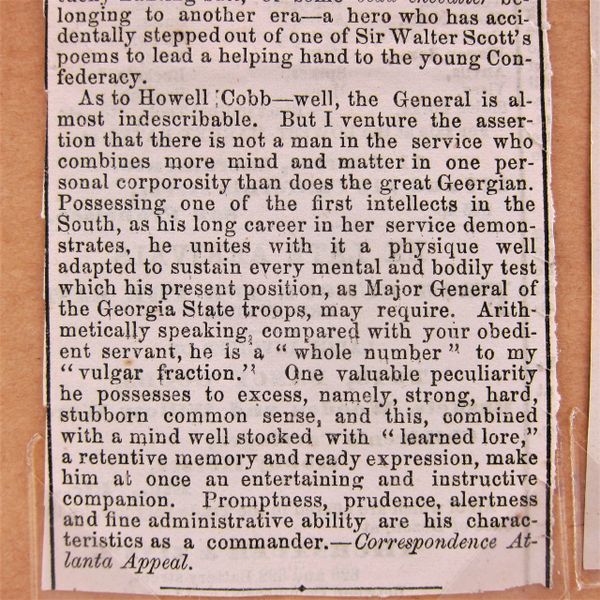 longing to another era—a hero who has acci-
dentally stepped out of one of Sir Walter Scott's
poems to lead a helping hand to the young Con-
federacy.
As to Howell Cobb—well, the General is al-
most indescribable. But I venture the asser-
tion that there is not a man in the service who
combines more mind and matter in one per-
sonal corporosity than does the great Georgian.
Possessing one of the first intellects in the
South, as his long career in her service demon-
strates, he unites with it a physique well
adapted to sustain every mental and bodily test
which his present position, as Major General of
the Georgia State troops, may require. Arith-
metically speaking, compared with your obedi-
ent servant, he is a "whole number" to my
"vulgar fraction." One valuable peculiarity
he possesses to excess, namely, strong, hard,
stubborn common sense, and this, combined
with a mind well stocked with "learned lore,"
a retentive memory and ready expression, make
him at once an entertaining and instructive
companion. Promptness, prudence, alertness
and fine administrative ability are his charac-
teristics as a commander.—Correspondence At-
lanta Appeal.